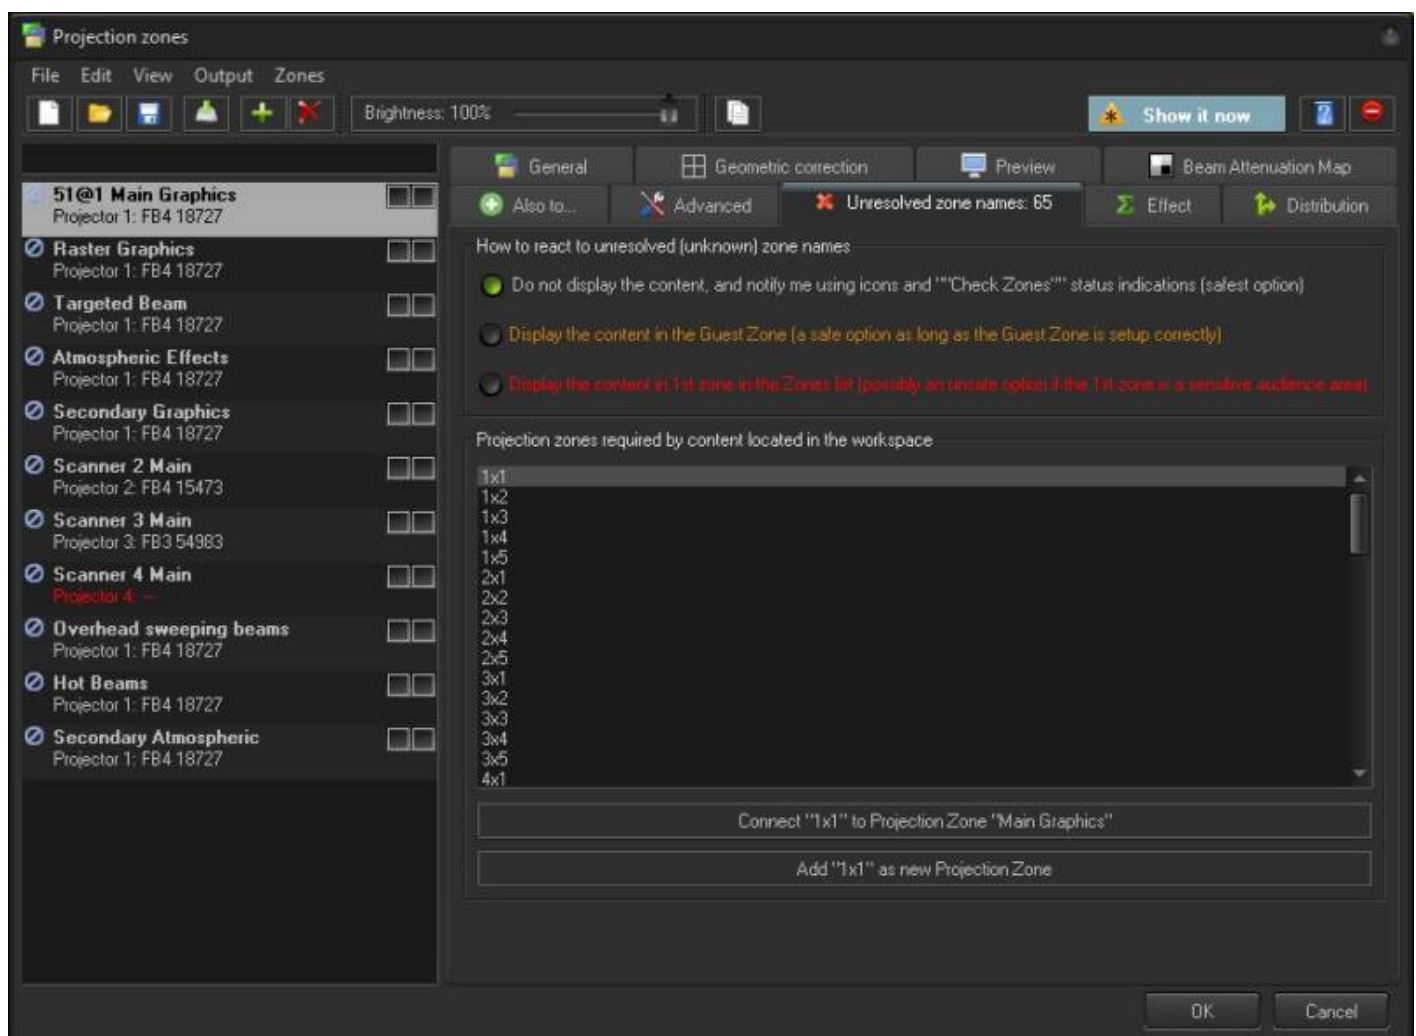 Projection zones
File Edit View Output Zones
Brightness: 100%
Show it now
51@1 Main Graphics
Projector 1: FB4 18727
Raster Graphics
Projector 1: FB4 18727
Targeted Beam
Projector 1: FB4 18727
Atmospheric Effects
Projector 1: FB4 18727
Secondary Graphics
Projector 1: FB4 18727
Scanner 2 Main
Projector 2: FB4 15473
Scanner 3 Main
Projector 3: FB3 54983
Scanner 4 Main
Projector 4: ---
Overhead sweeping beams
Projector 1: FB4 18727
Hot Beams
Projector 1: FB4 18727
Secondary Atmospheric
Projector 1: FB4 18727
General Geometric correction Preview Beam Attenuation Map
Also to... Advanced Unresolved zone names: 65 Effect Distribution
How to react to unresolved (unknown) zone names
Do not display the content, and notify me using icons and ""Check Zones"" status indications (safest option)
Display the content in the Guest Zone (a safe option as long as the Guest Zone is setup correctly)
Display the content in 1st zone in the Zones list (possibly an unsafe option if the 1st zone is a sensitive audience area)
Projection zones required by content located in the workspace
1x1
1x2
1x3
1x4
1x5
2x1
2x2
2x3
2x4
2x5
3x1
3x2
3x3
3x4
3x5
4x1
Connect "1x1" to Projection Zone "Main Graphics"
Add "1x1" as new Projection Zone
OK Cancel